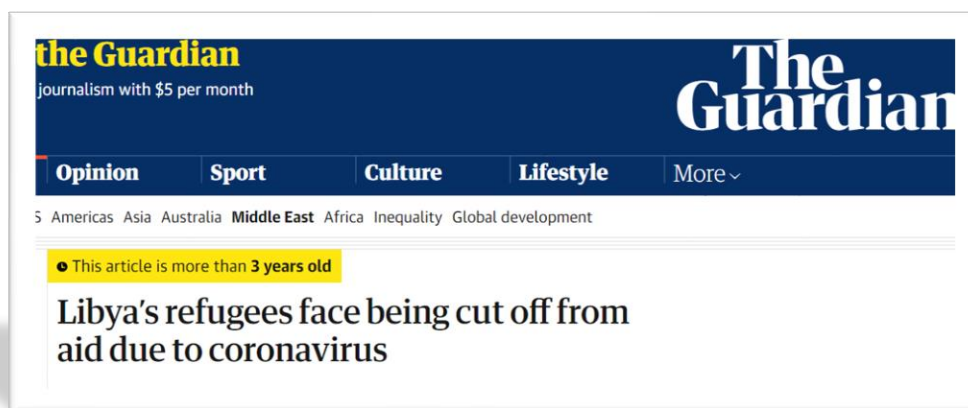 the Guardian
journalism with $5 per month
The
Guardian
Opinion Sport Culture Lifestyle More
S Americas Asia Australia Middle East Africa Inequality Global development
This article is more than 3 years old
Libya's refugees face being cut off from
aid due to coronavirus